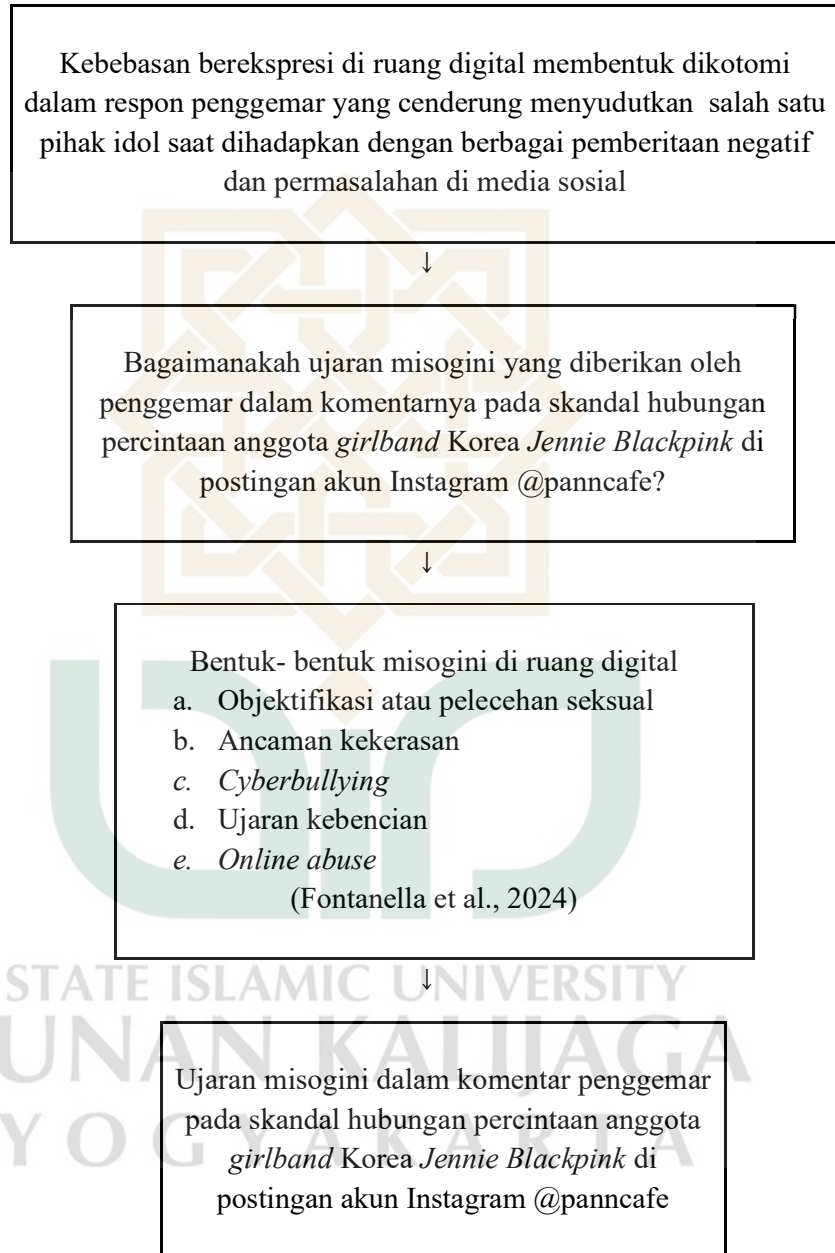 Kebebasan berekspresi di ruang digital membentuk dikotomi
dalam respon penggemar yang cenderung menyudutkan salah satu
pihak idol saat dihadapkan dengan berbagai pemberitaan negatif
dan permasalahan di media sosial
↓
Bagaimanakah ujaran misogini yang diberikan oleh
penggemar dalam komentarnya pada skandal hubungan
percintaan anggota girlband Korea Jennie Blackpink di
postingan akun Instagram @panncafe?
↓
Bentuk- bentuk misogini di ruang digital
a. Objektifikasi atau pelecehan seksual
b. Ancaman kekerasan
c. Cyberbullying
d. Ujaran kebencian
e. Online abuse
(Fontanella et al., 2024)
↓
STATE ISLAMIC UNIVERSITY
UNAN KALIJAGA
YOGYAKARTA
Ujaran misogini dalam komentar penggemar
pada skandal hubungan percintaan anggota
girlband Korea Jennie Blackpink di
postingan akun Instagram @panncafe